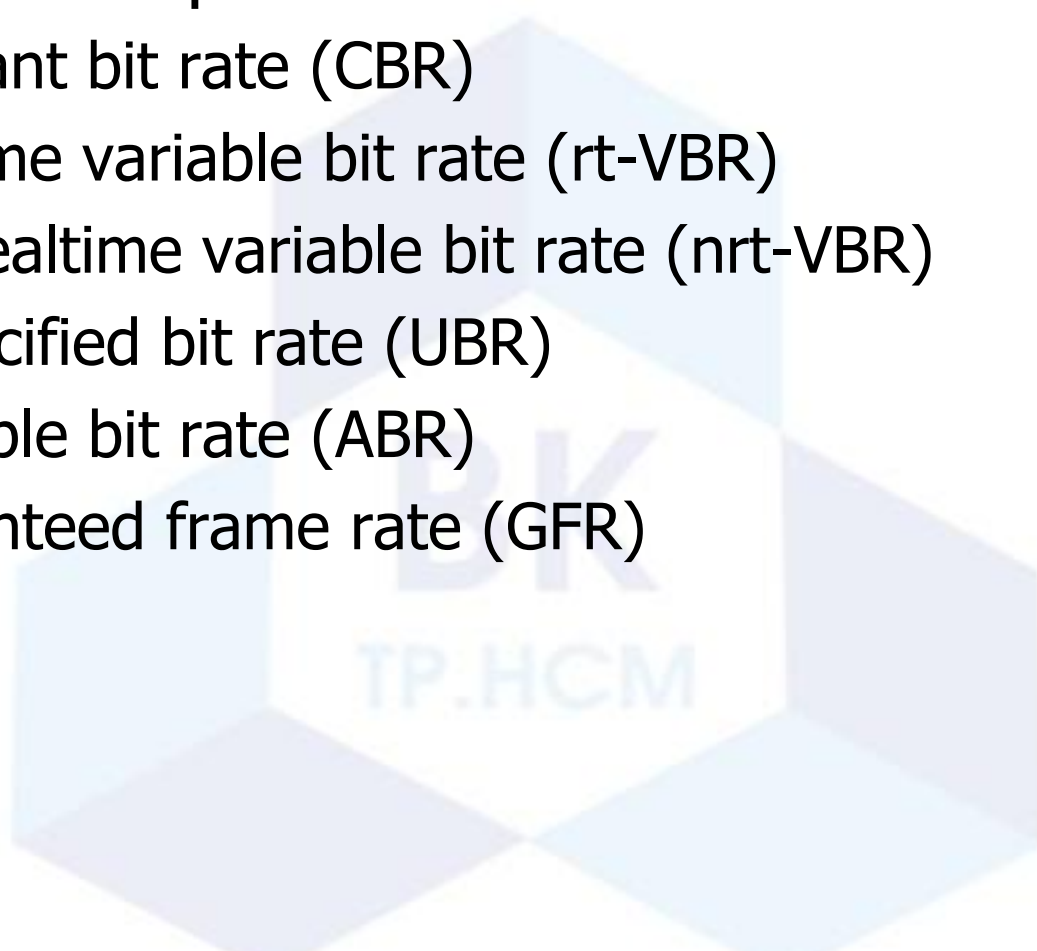 ant bit rate (CBR)
me variable bit rate (rt-VBR)
ealtime variable bit rate (nrt-VBR)
cified bit rate (UBR)
ble bit rate (ABR)
nteed frame rate (GFR)
BK
TP.HCM